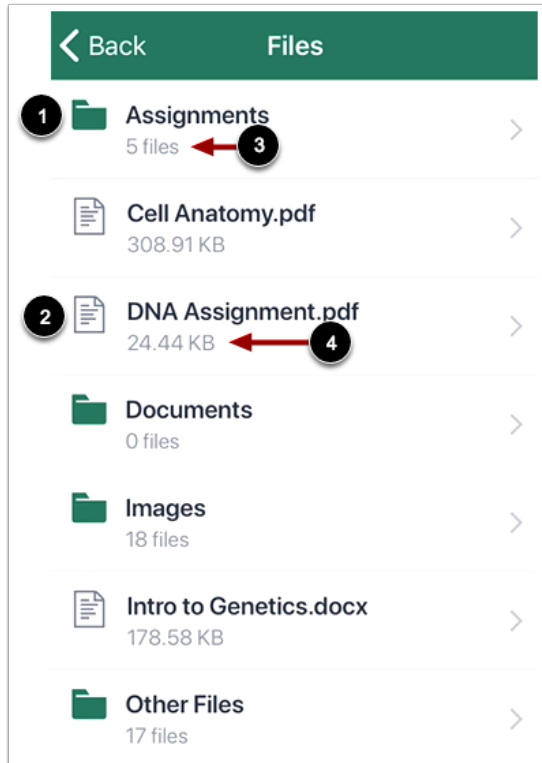 Back Files
1 Assignments
5 files 3
Cell Anatomy.pdf
308.91 KB
2 DNA Assignment.pdf
24.44 KB 4
Documents
0 files
Images
18 files
Intro to Genetics.docx
178.58 KB
Other Files
17 files